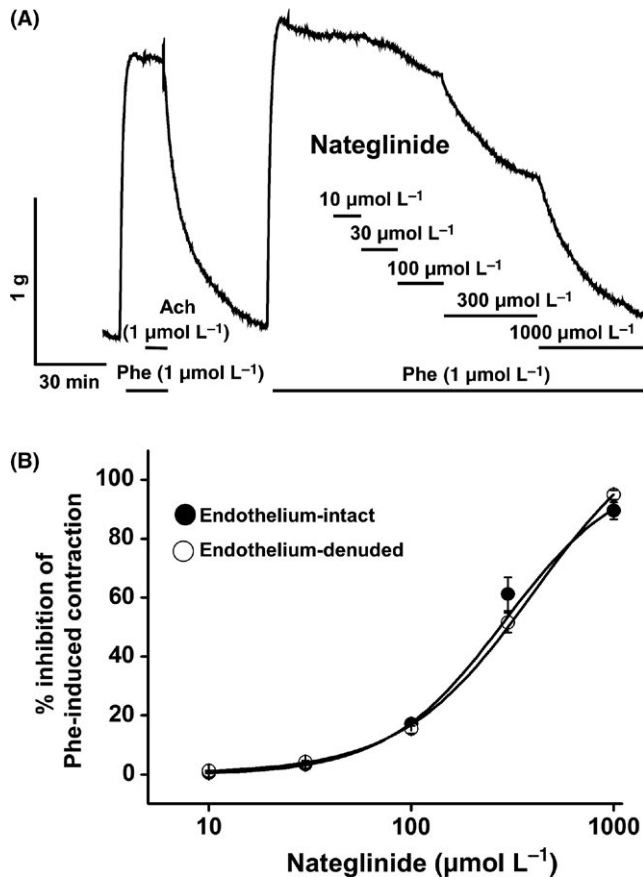 (A)
Nateglinide
10 µmol L⁻¹
30 µmol L⁻¹
100 µmol L⁻¹
300 µmol L⁻¹
1000 µmol L⁻¹
1 g
30 min
Ach
(1 µmol L⁻¹)
Phe (1 µmol L⁻¹)
Phe (1 µmol L⁻¹)
(B)
% inhibition of
Phe-induced contraction
100
80
60
40
20
0
Endothelium-intact
Endothelium-denuded
10
100
1000
Nateglinide (µmol L⁻¹)